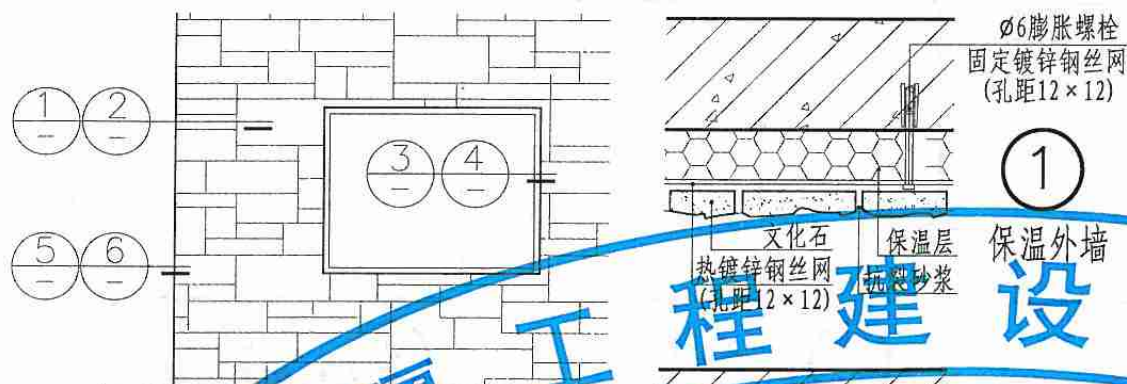 1 2
3 4
5 6
Ø6膨胀螺栓
固定镀锌钢丝网
(孔距12×12)
1
保温外墙
文化石
保温层
热镀锌钢丝网
(孔距12×12)
抗裂砂浆
工程建设